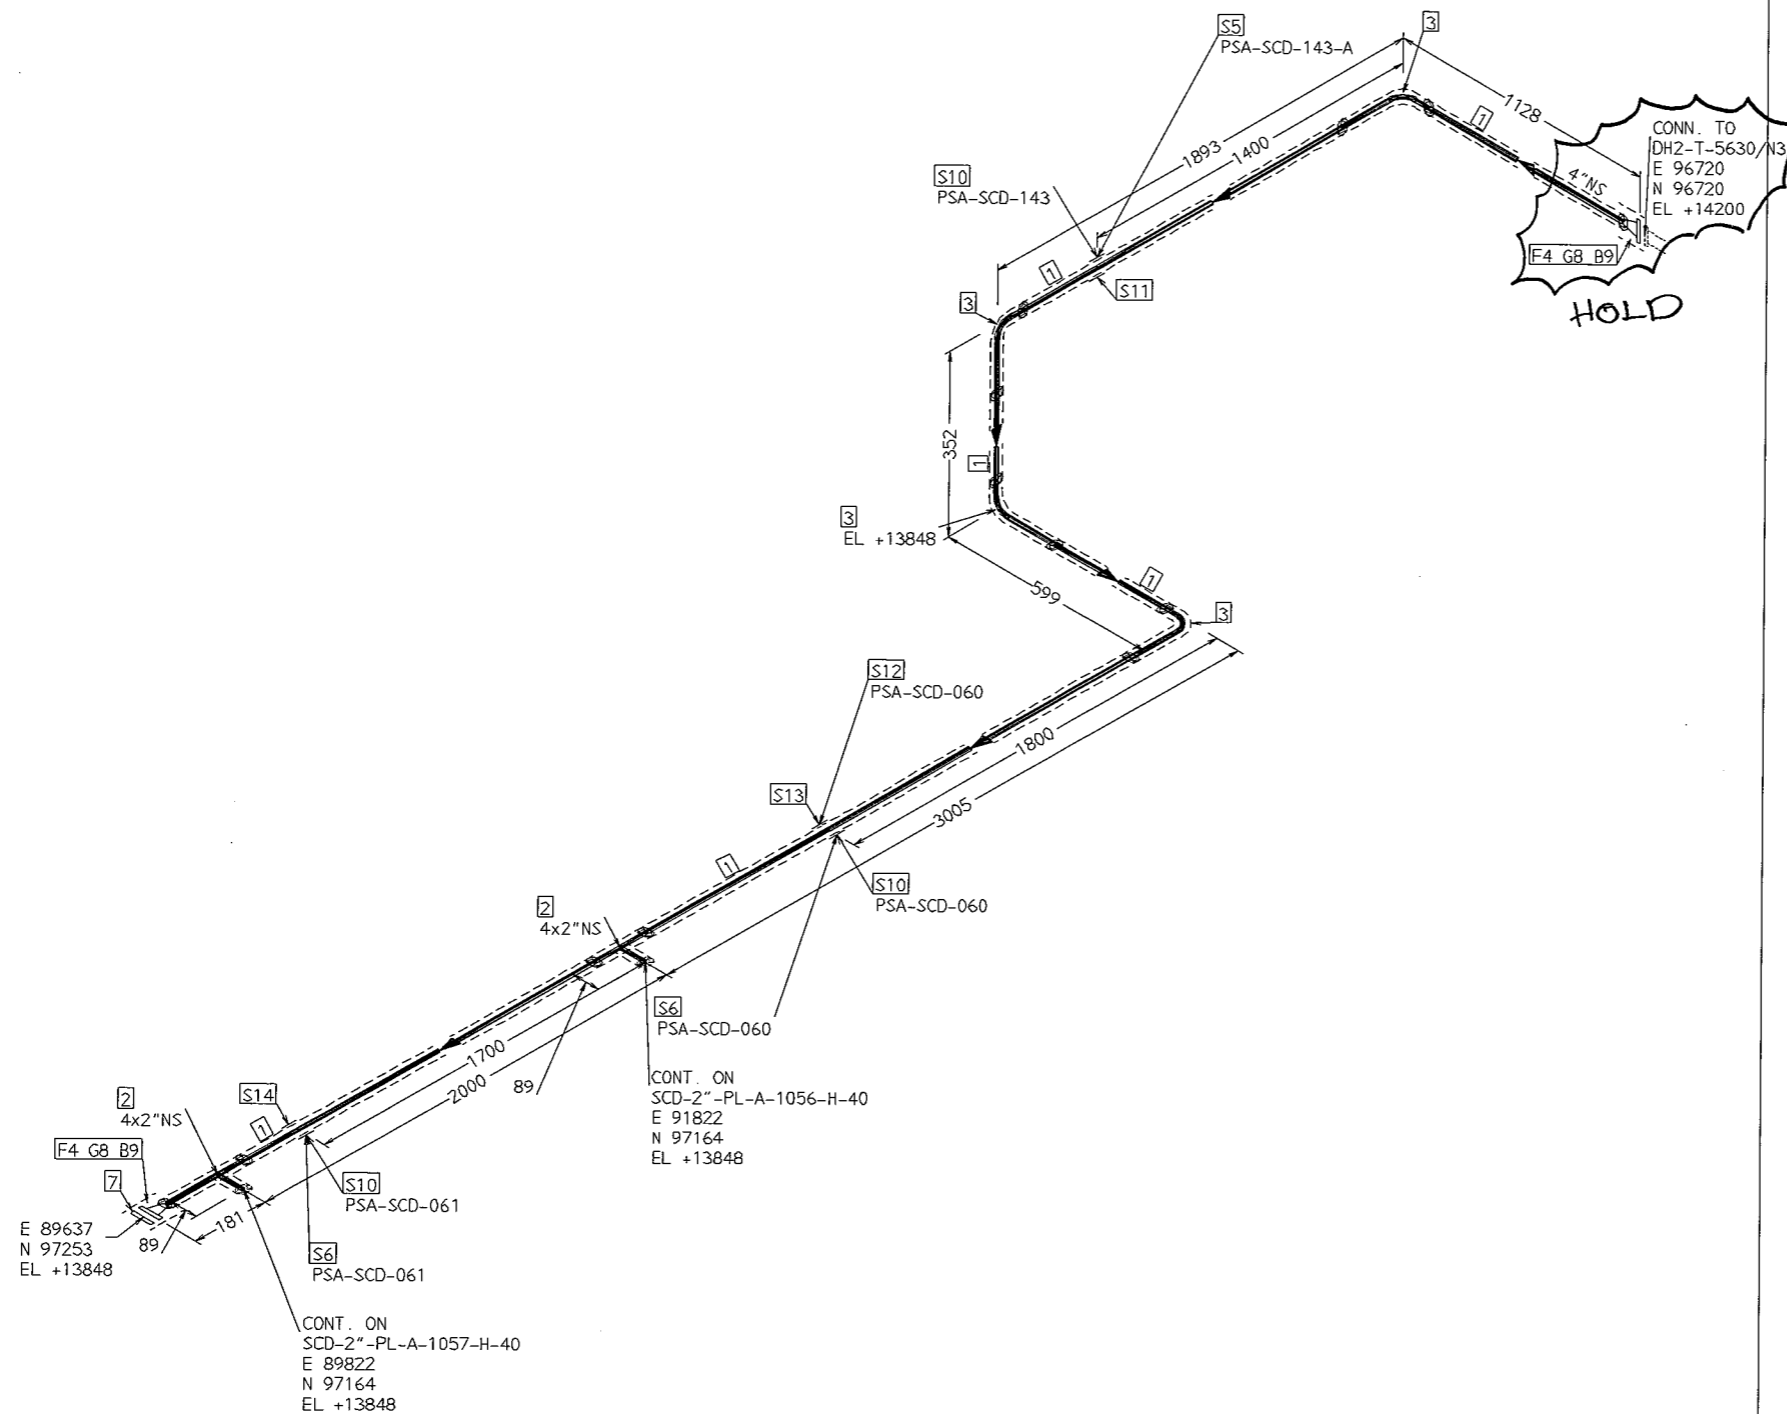 S5
PSA-SCD-143-A
3
1128
1
CONN. TO
DH2-T-5630/N3
E 96720
N 96720
EL +14200
4"NS
F4 G8 B9
HOLD
1893
1400
S10
PSA-SCD-143
1
S11
3
352
1
3
EL +13848
1
599
3
S12
PSA-SCD-060
1800
3005
S13
1
S10
PSA-SCD-060
2
4x2"NS
S6
PSA-SCD-060
1700
2000
89
CONT. ON
SCD-2"-PL-A-1056-H-40
E 91822
N 97164
EL +13848
2
4x2"NS
S14
1
F4 G8 B9
7
S10
PSA-SCD-061
181
89
E 89637
N 97253
EL +13848
S6
PSA-SCD-061
CONT. ON
SCD-2"-PL-A-1057-H-40
E 89822
N 97164
EL +13848